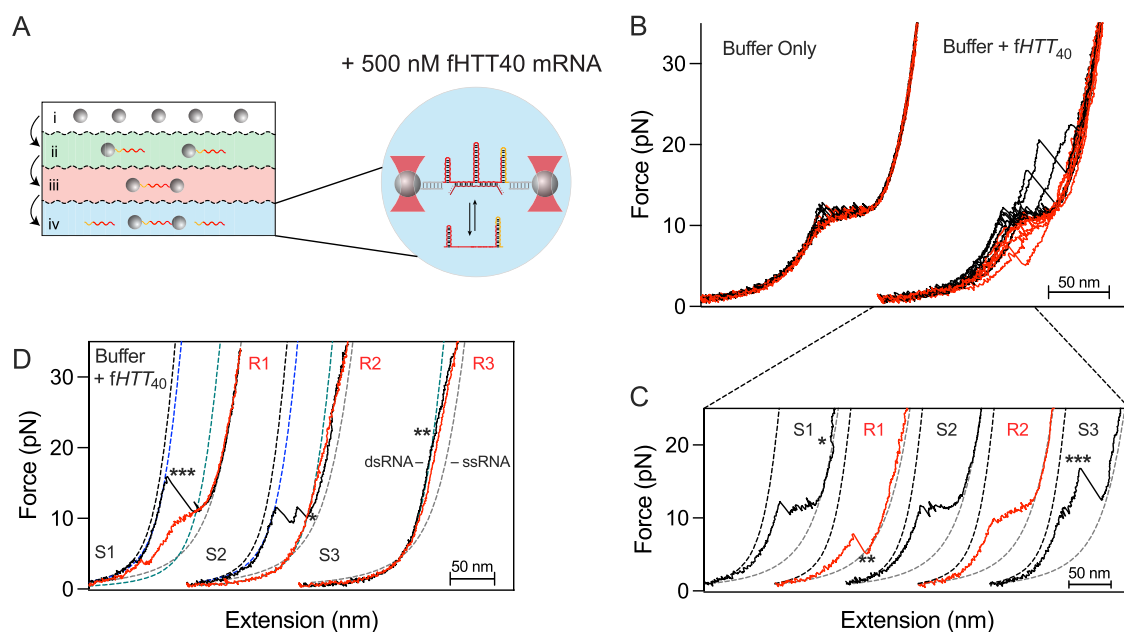 A
+ 500 nM fHTT40 mRNA
i
ii
iii
iv
B
Buffer Only
Buffer + fHTT40
Force (pN)
30
20
10
0
50 nm
D
Buffer
+ fHTT40
R1
R2
R3
***
**
*
dsRNA
ssRNA
S1
S2
S3
Force (pN)
30
20
10
0
50 nm
Extension (nm)
C
S1
*
R1
**
S2
R2
S3
***
Force (pN)
20
10
0
50 nm
Extension (nm)